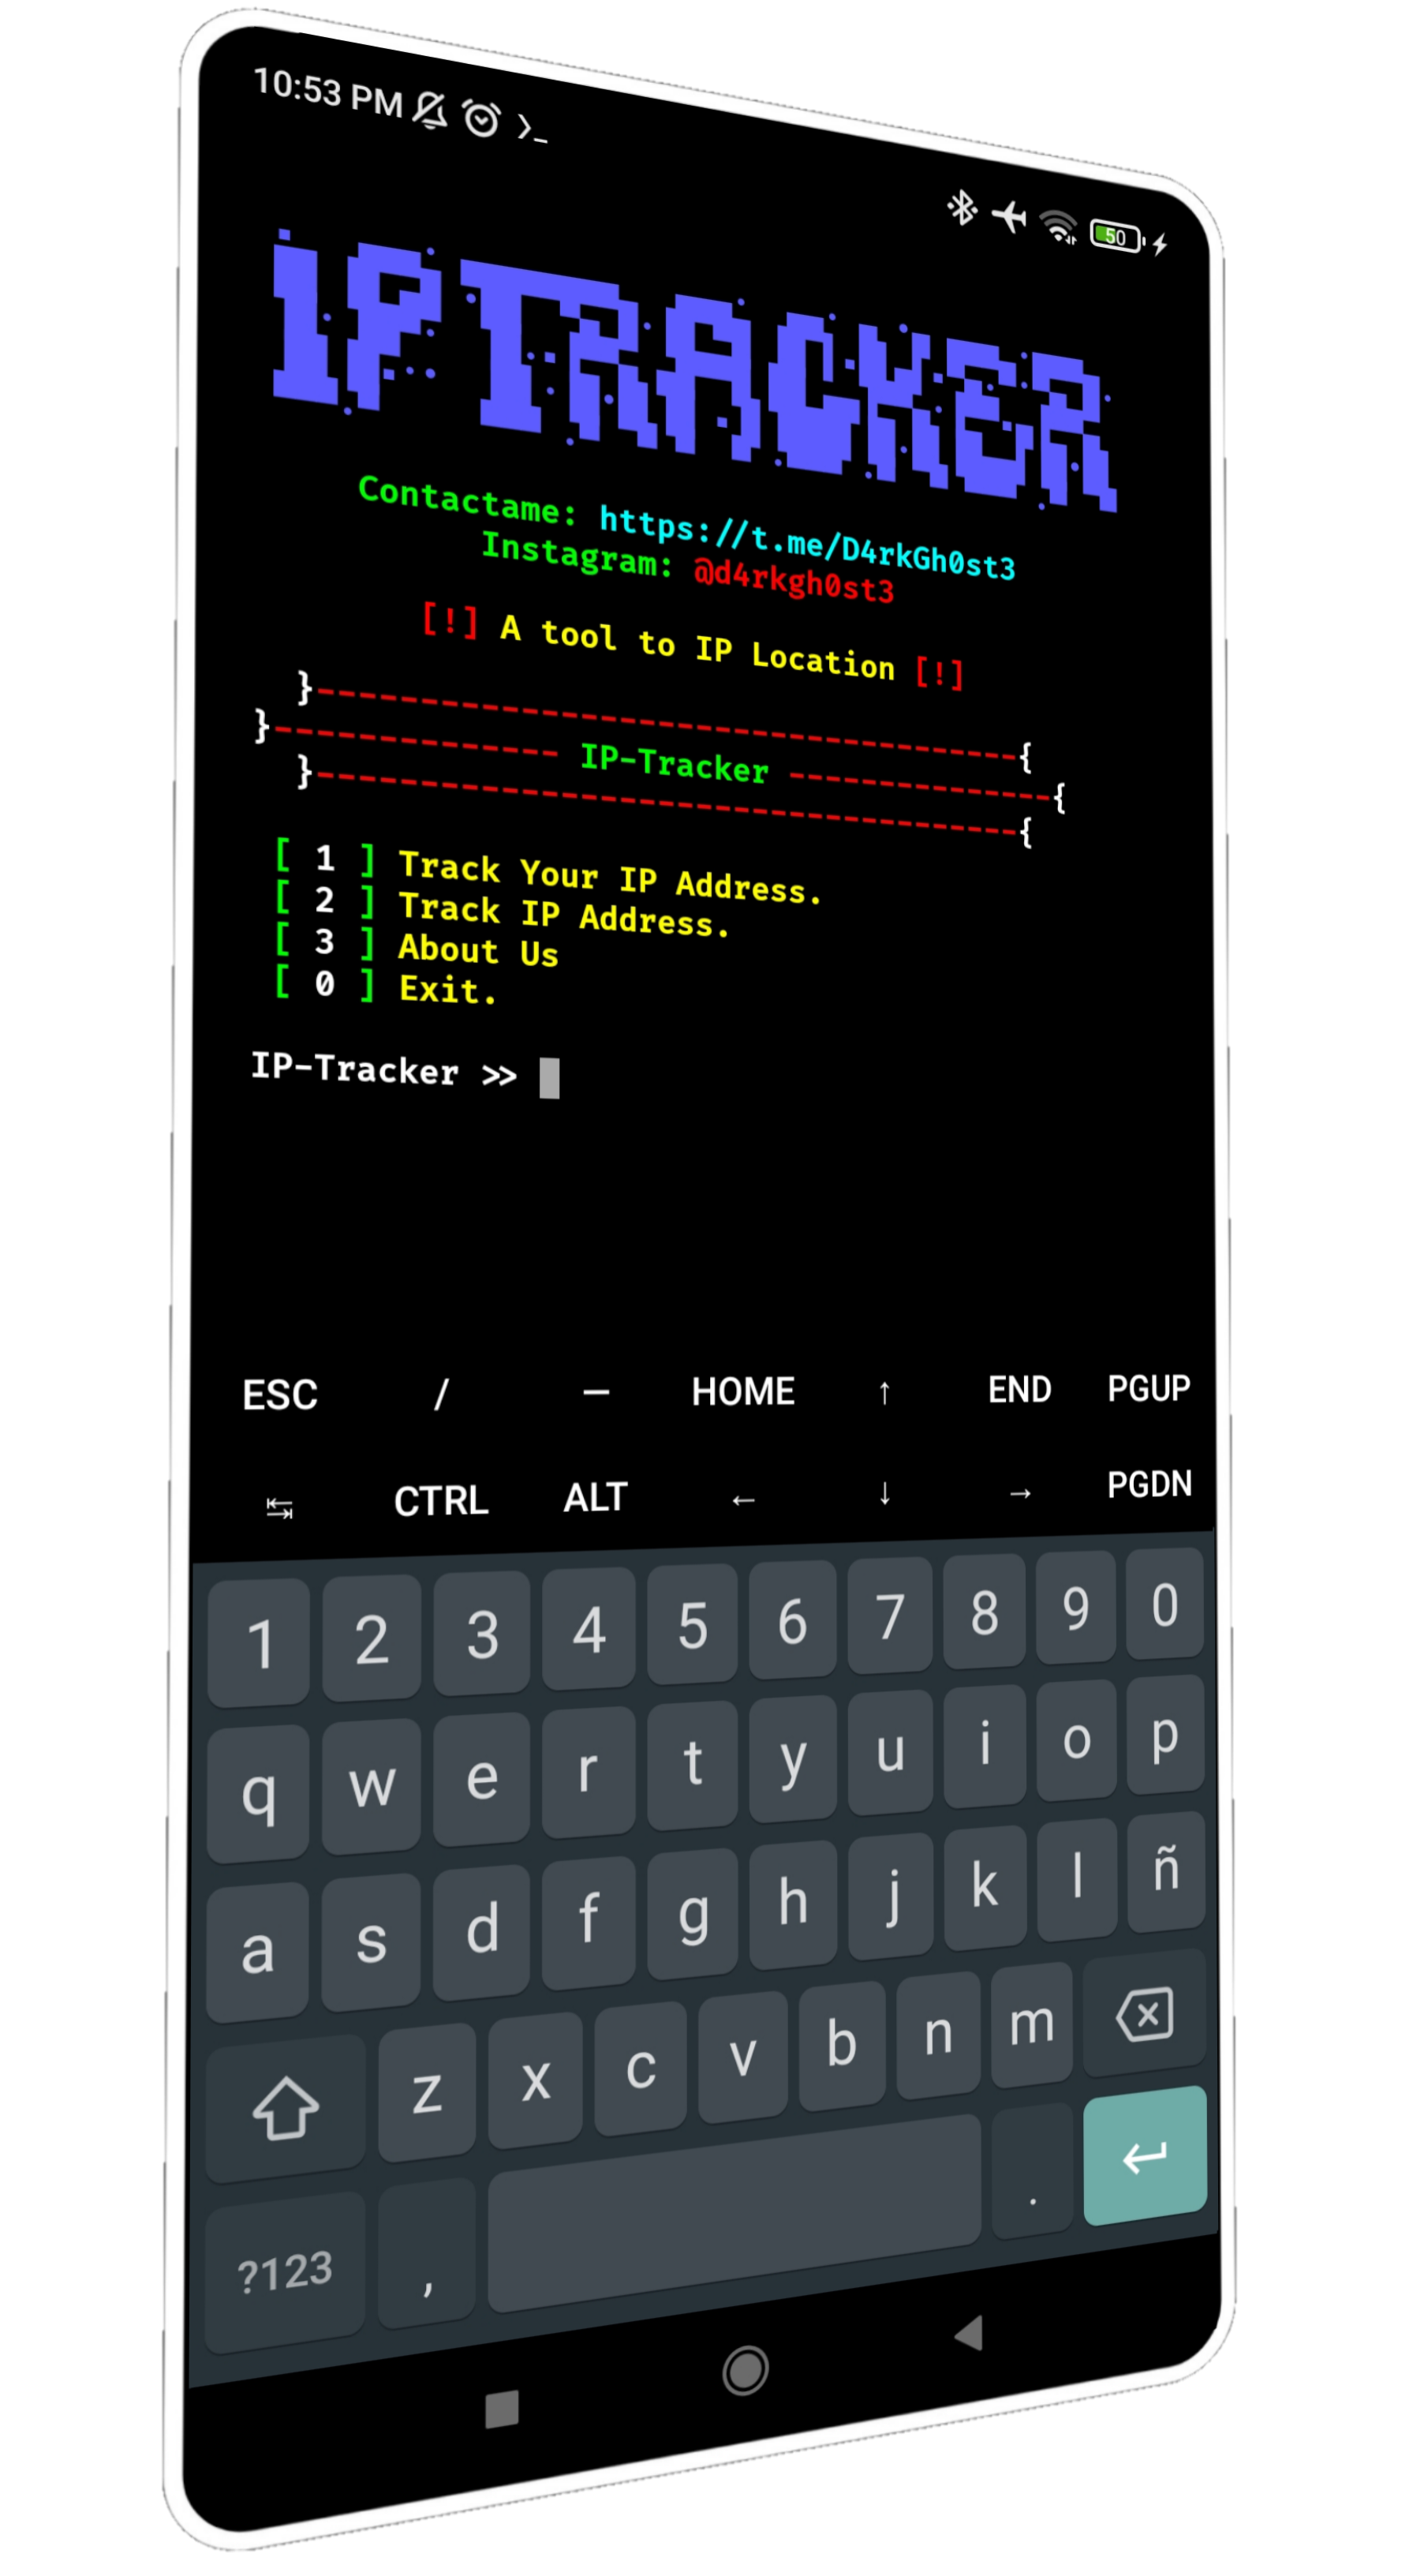 10:53 PM
50
IPTRACKER
Contactame: https://t.me/D4rkGh0st3
Instagram: @d4rkgh0st3
[!] A tool to IP Location [!]
}----------------------------------{
}-------------- IP-Tracker -------------{
}----------------------------------{
[ 1 ] Track Your IP Address.
[ 2 ] Track IP Address.
[ 3 ] About Us
[ 0 ] Exit.
IP-Tracker >>
ESC / — HOME ↑ END PGUP
↹ CTRL ALT ← ↓ → PGDN
1 2 3 4 5 6 7 8 9 0
q w e r t y u i o p
a s d f g h j k l ñ
z x c v b n m
?123 , .